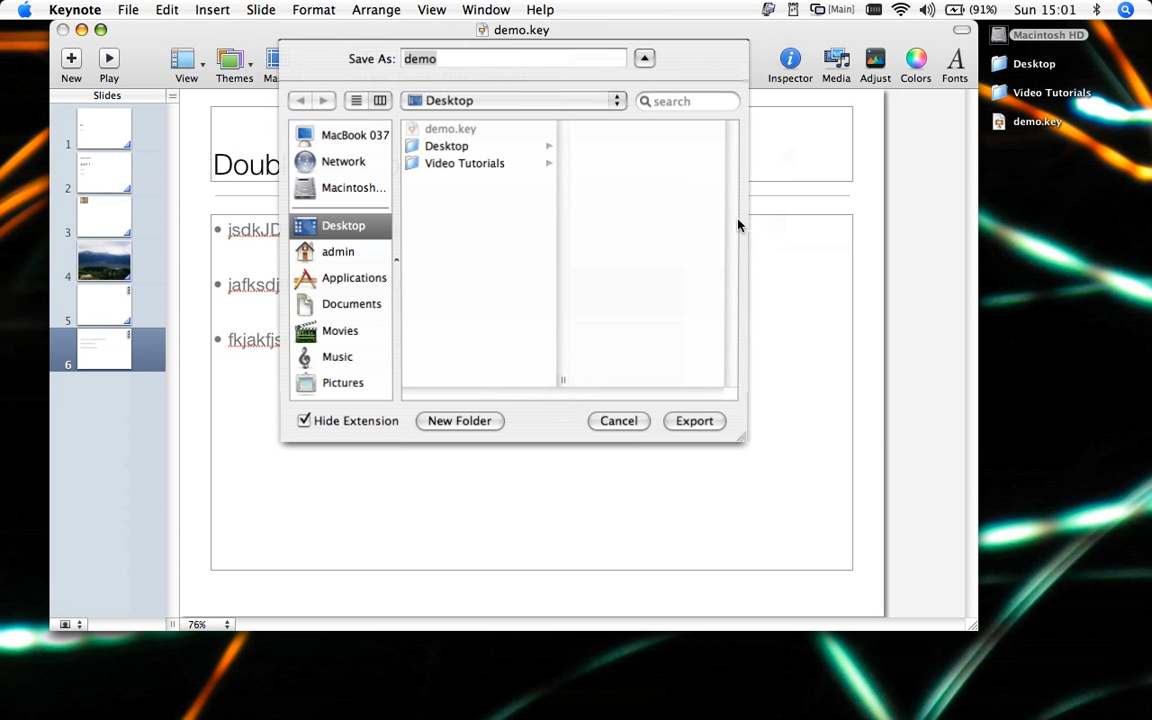 Keynote File Edit Insert Slide Format Arrange View Window Help [Main] (91%) Sun 15:01
demo.key
New Play View Themes Inspector Media Adjust Colors Fonts
Save As: demo
Slides
Desktop search
MacBook 037
Network
Macintosh...
Desktop
admin
Applications
Documents
Movies
Music
Pictures
demo.key
Desktop
Video Tutorials
Hide Extension New Folder Cancel Export
1
2
3
4
5
6
Doub
• jsdkJD
• jafksdj
• fkjakfjs
76%
Macintosh HD
Desktop
Video Tutorials
demo.key